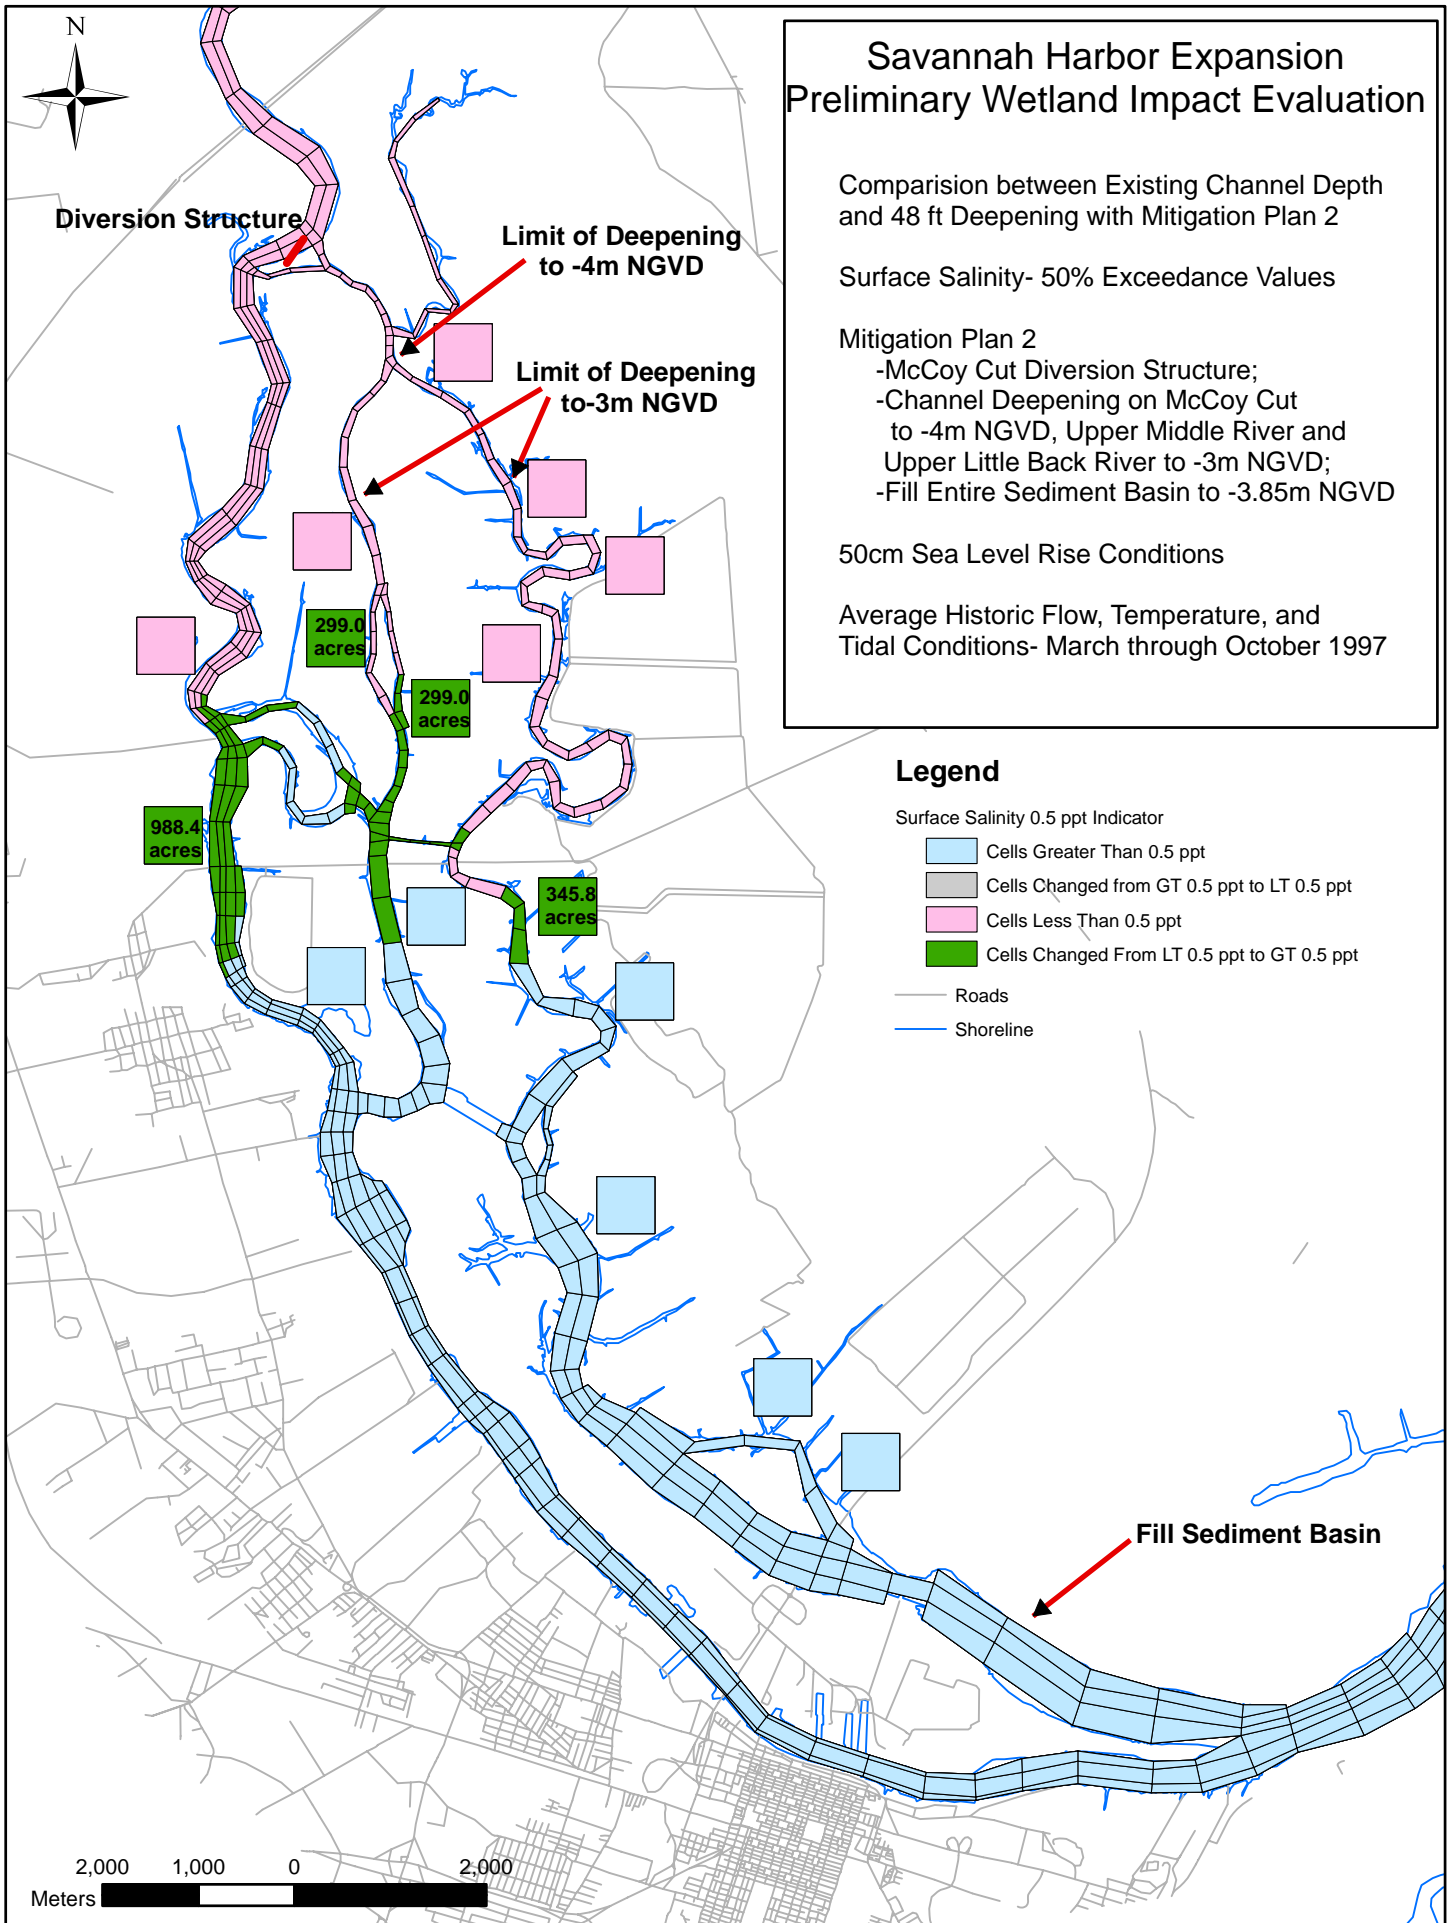 N
Savannah Harbor Expansion
Preliminary Wetland Impact Evaluation
Comparision between Existing Channel Depth
and 48 ft Deepening with Mitigation Plan 2
Surface Salinity- 50% Exceedance Values
Mitigation Plan 2
-McCoy Cut Diversion Structure;
-Channel Deepening on McCoy Cut
to -4m NGVD, Upper Middle River and
Upper Little Back River to -3m NGVD;
-Fill Entire Sediment Basin to -3.85m NGVD
50cm Sea Level Rise Conditions
Average Historic Flow, Temperature, and
Tidal Conditions- March through October 1997
Diversion Structure
Limit of Deepening
to -4m NGVD
Limit of Deepening
to-3m NGVD
299.0
acres
299.0
acres
988.4
acres
345.8
acres
Legend
Surface Salinity 0.5 ppt Indicator
Cells Greater Than 0.5 ppt
Cells Changed from GT 0.5 ppt to LT 0.5 ppt
Cells Less Than 0.5 ppt
Cells Changed From LT 0.5 ppt to GT 0.5 ppt
Roads
Shoreline
Fill Sediment Basin
2,000 1,000 0 2,000
Meters